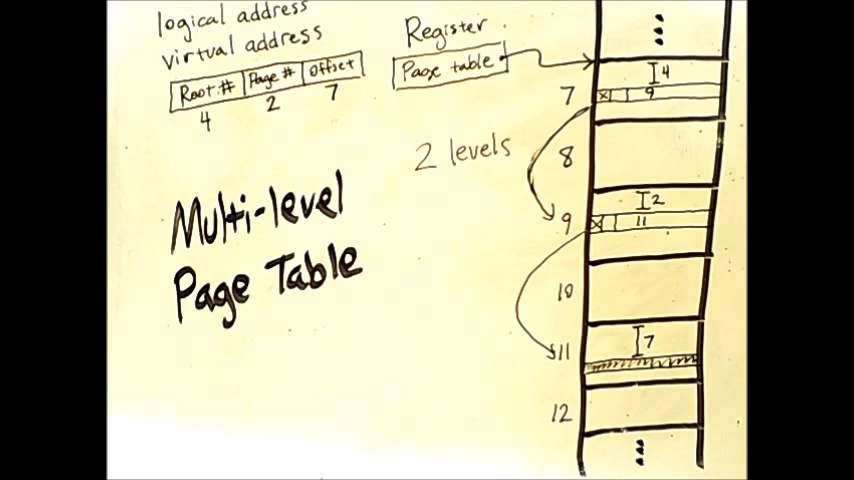 logical address
virtual address
Root # Page # Offset
4 2 7
Multi-level
Page Table
Register
Page table
2 levels
4
7 9
8
2
9 11
10
7
11
12